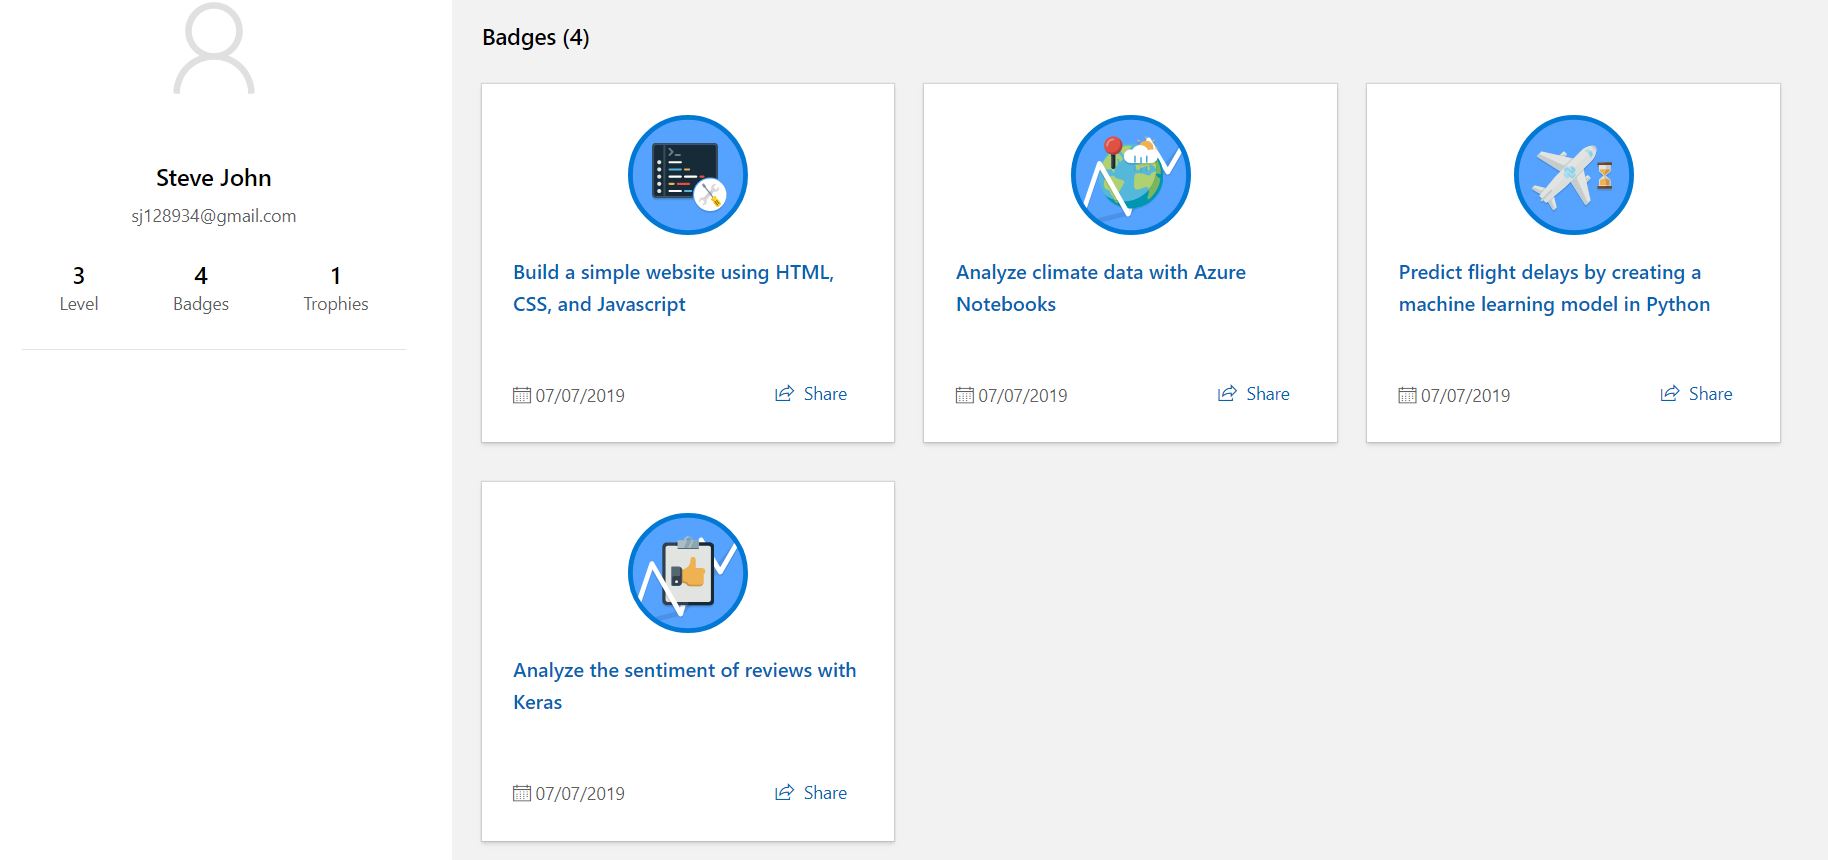 Steve John
sj128934@gmail.com
3 4 1
Level Badges Trophies
Badges (4)
Build a simple website using HTML,
CSS, and Javascript
07/07/2019 Share
Analyze climate data with Azure
Notebooks
07/07/2019 Share
Predict flight delays by creating a
machine learning model in Python
07/07/2019 Share
Analyze the sentiment of reviews with
Keras
07/07/2019 Share